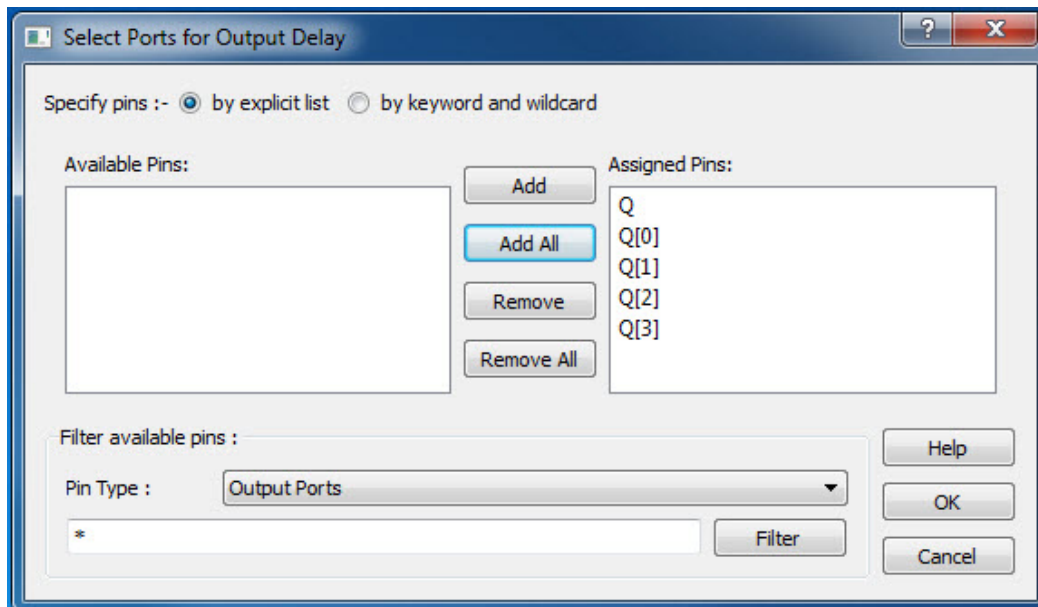 Select Ports for Output Delay
?
X
Specify pins :- by explicit list by keyword and wildcard
Available Pins:
Assigned Pins:
Add
Add All
Remove
Remove All
Q
Q[0]
Q[1]
Q[2]
Q[3]
Filter available pins :
Pin Type : Output Ports
*
Filter
Help
OK
Cancel